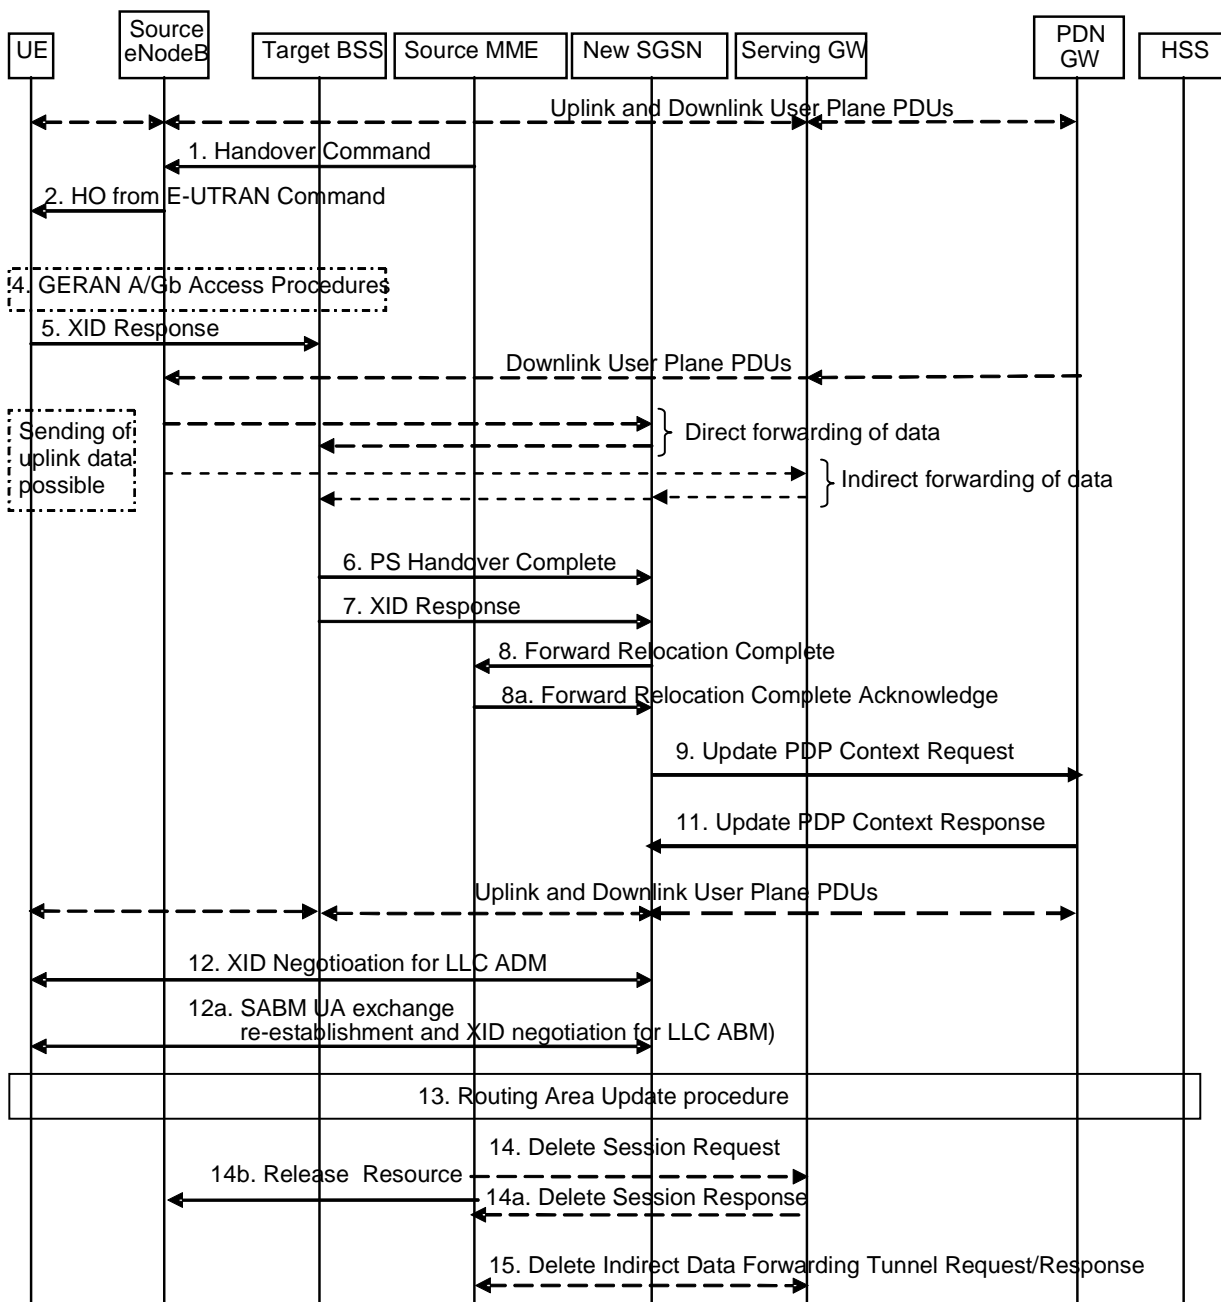 UE
Source
eNodeB
Target BSS
Source MME
New SGSN
Serving GW
PDN
GW
HSS
Uplink and Downlink User Plane PDUs
1. Handover Command
2. HO from E-UTRAN Command
4. GERAN A/Gb Access Procedures
5. XID Response
Downlink User Plane PDUs
Sending of
uplink data
possible
Direct forwarding of data
Indirect forwarding of data
6. PS Handover Complete
7. XID Response
8. Forward Relocation Complete
8a. Forward Relocation Complete Acknowledge
9. Update PDP Context Request
11. Update PDP Context Response
Uplink and Downlink User Plane PDUs
12. XID Negotioation for LLC ADM
12a. SABM UA exchange
re-establishment and XID negotiation for LLC ABM)
13. Routing Area Update procedure
14. Delete Session Request
14b. Release Resource
14a. Delete Session Response
15. Delete Indirect Data Forwarding Tunnel Request/Response